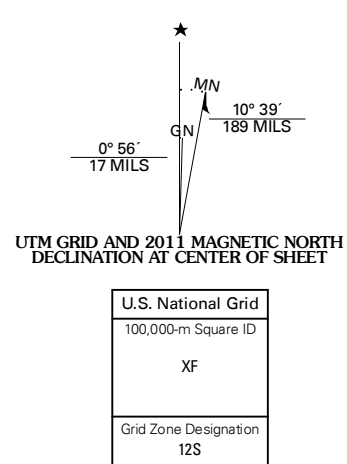 ★
MN
10° 39´
189 MILS
GN
0° 56´
17 MILS
UTM GRID AND 2011 MAGNETIC NORTH
DECLINATION AT CENTER OF SHEET
U.S. National Grid
100,000-m Square ID
XF
Grid Zone Designation
12S